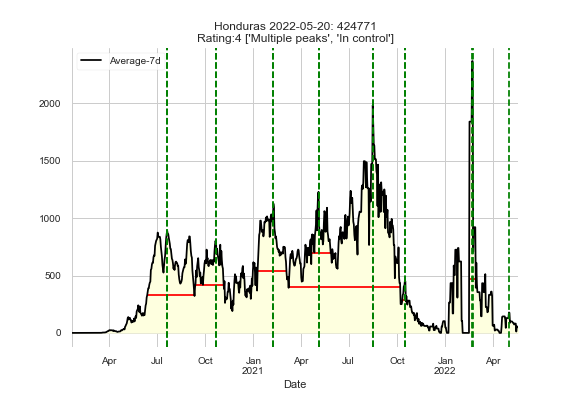 Honduras 2022-05-20: 424771
Rating:4 ['Multiple peaks', 'In control']
Average-7d
2000
1500
1000
500
0
Apr Jul Oct Jan Apr Jul Oct Jan Apr
2021 2022
Date